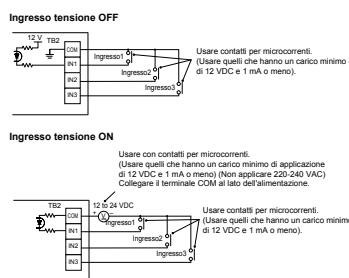 Ingresso tensione OFF
12 V
TB2
COM
IN1
IN2
IN3
Ingresso1
Ingresso2
Ingresso3
Usare contatti per microcorrenti.
(Usare quelli che hanno un carico minimo
di 12 VDC e 1 mA o meno).
Ingresso tensione ON
Usare con contatti per microcorrenti.
(Usare quelli che hanno un carico minimo di applicazione
di 12 VDC e 1 mA o meno) (Non applicare 220-240 VAC)
Collegare il terminale COM al lato dell'alimentazione.
TB2
12 to 24 VDC
COM
+
–
IN1
IN2
IN3
Ingresso1
Ingresso2
Ingresso3
Usare contatti per microcorrenti.
(Usare quelli che hanno un carico minimo
di 12 VDC e 1 mA o meno).